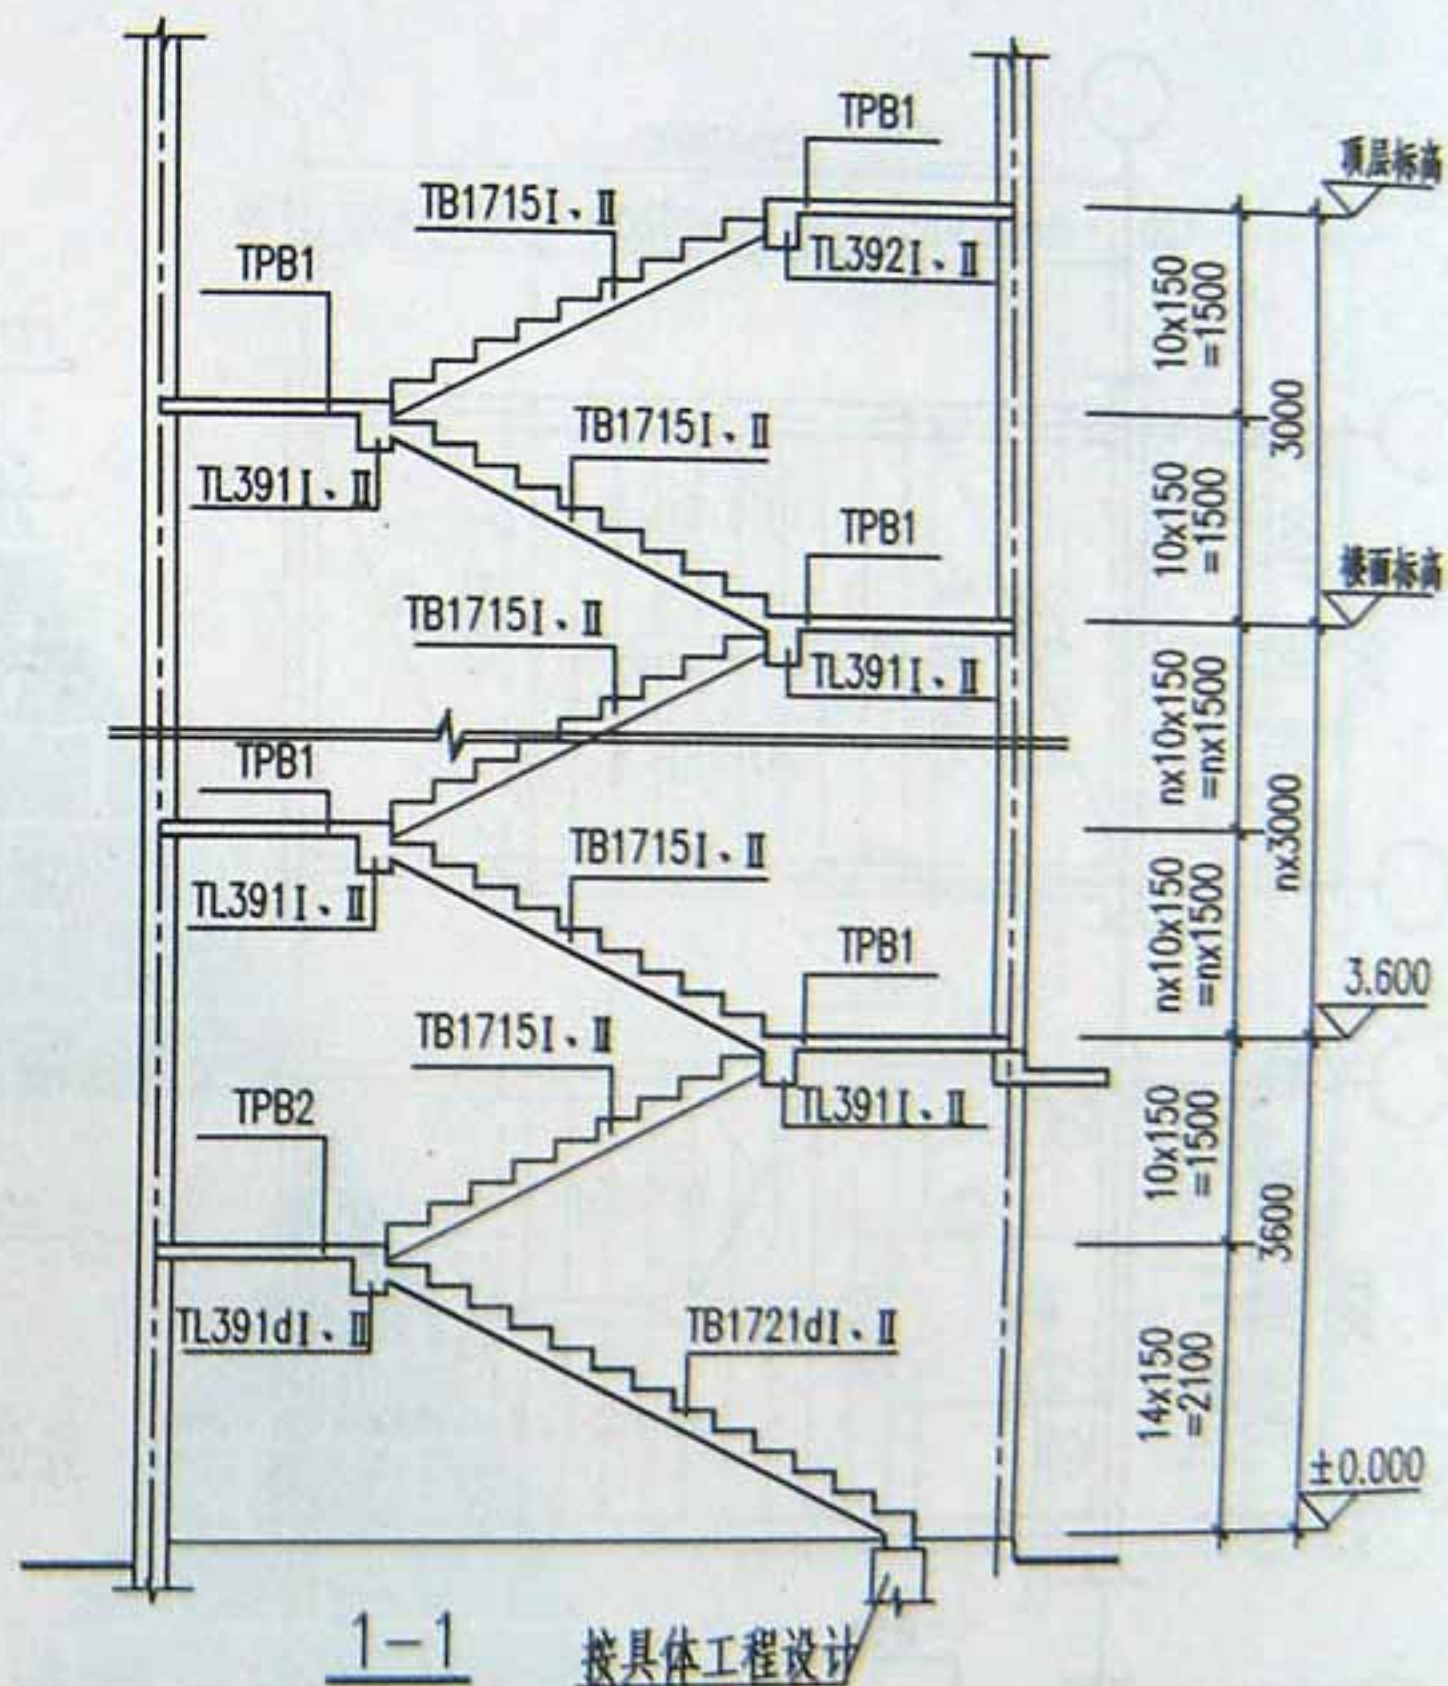 TPB1
顶层标高
TB1715Ⅰ、Ⅱ
TPB1
TL392Ⅰ、Ⅱ
10x150
=1500
3000
TB1715Ⅰ、Ⅱ
TL391Ⅰ、Ⅱ
10x150
=1500
TPB1
楼面标高
TB1715Ⅰ、Ⅱ
TL391Ⅰ、Ⅱ
nx10x150
=nx1500
TPB1
nx3000
TB1715Ⅰ、Ⅱ
TL391Ⅰ、Ⅱ
nx10x150
=nx1500
TPB1
3.600
TB1715Ⅰ、Ⅱ
TPB2
TL391Ⅰ、Ⅱ
10x150
=1500
3600
TL391dⅠ、Ⅱ
TB1721dⅠ、Ⅱ
14x150
=2100
±0.000
1-1
按具体工程设计